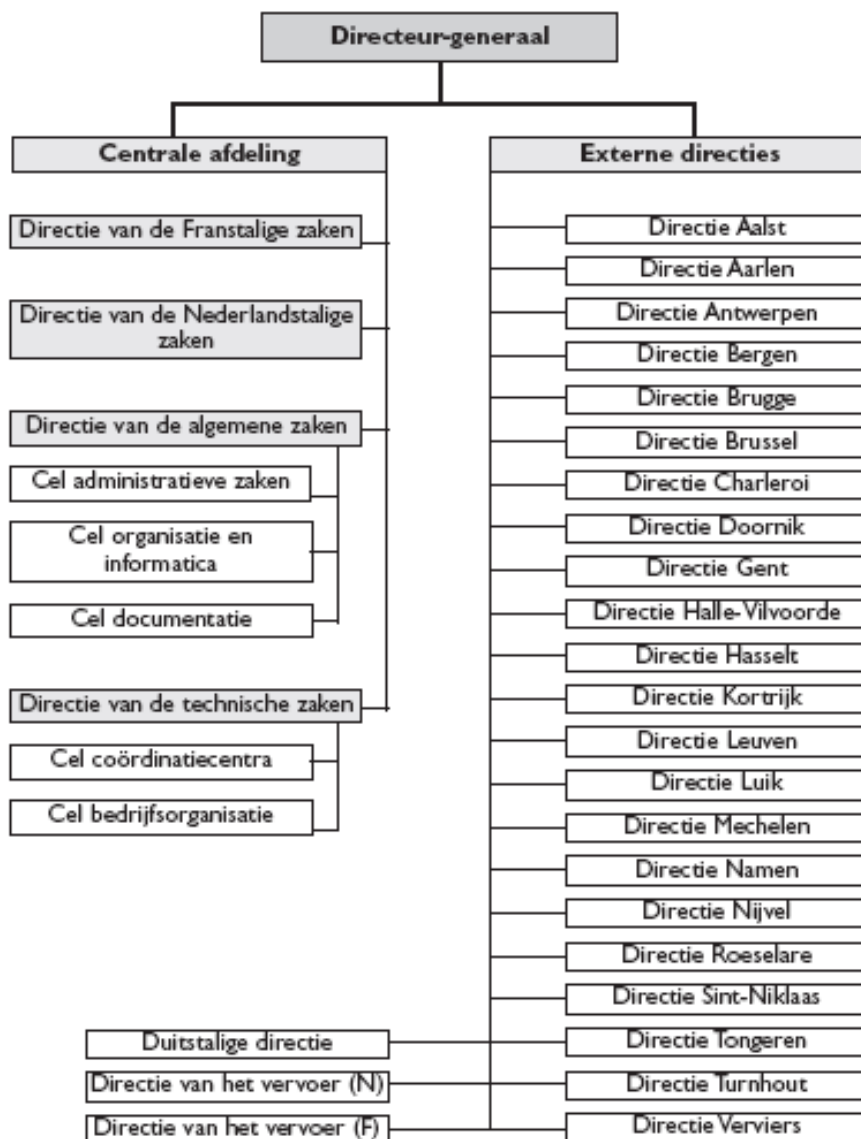 Directeur-generaal
Centrale afdeling
Directie van de Franstalige zaken
Directie van de Nederlandstalige
zaken
Directie van de algemene zaken
Cel administratieve zaken
Cel organisatie en
informatica
Cel documentatie
Directie van de technische zaken
Cel coördinatiecentra
Cel bedrijfsorganisatie
Externe directies
Directie Aalst
Directie Aarlen
Directie Antwerpen
Directie Bergen
Directie Brugge
Directie Brussel
Directie Charleroi
Directie Doornik
Directie Gent
Directie Halle-Vilvoorde
Directie Hasselt
Directie Kortrijk
Directie Leuven
Directie Luik
Directie Mechelen
Directie Namen
Directie Nijvel
Directie Roeselare
Directie Sint-Niklaas
Duitstalige directie
Directie Tongeren
Directie van het vervoer (N)
Directie Turnhout
Directie van het vervoer (F)
Directie Verviers